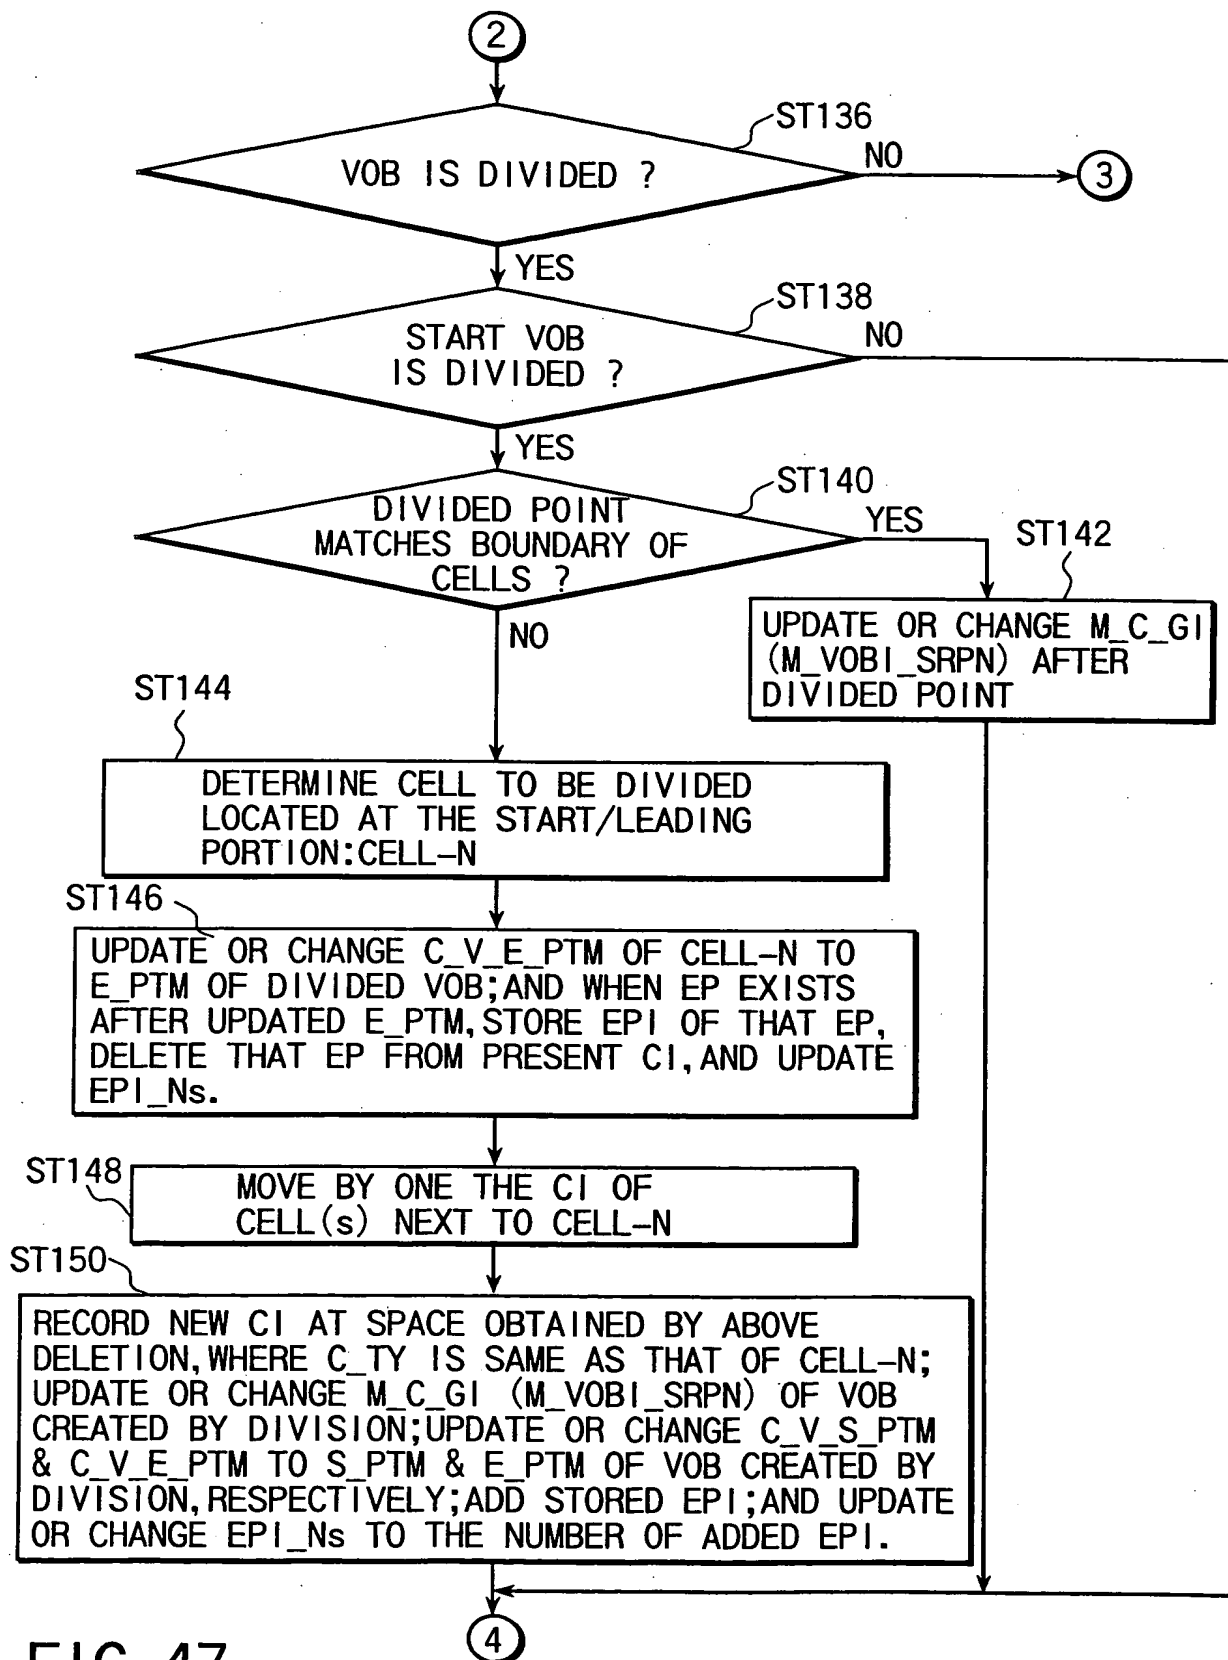 2
ST136
VOB IS DIVIDED ?
NO
3
YES
ST138
START VOB
IS DIVIDED ?
NO
YES
ST140
DIVIDED POINT
MATCHES BOUNDARY OF
CELLS ?
YES
ST142
NO
UPDATE OR CHANGE M_C_GI
(M_VOBI_SRPN) AFTER
DIVIDED POINT
ST144
DETERMINE CELL TO BE DIVIDED
LOCATED AT THE START/LEADING
PORTION:CELL-N
ST146
UPDATE OR CHANGE C_V_E_PTM OF CELL-N TO
E_PTM OF DIVIDED VOB;AND WHEN EP EXISTS
AFTER UPDATED E_PTM,STORE EPI OF THAT EP,
DELETE THAT EP FROM PRESENT CI,AND UPDATE
EPI_Ns.
ST148
MOVE BY ONE THE CI OF
CELL(s) NEXT TO CELL-N
ST150
RECORD NEW CI AT SPACE OBTAINED BY ABOVE
DELETION,WHERE C_TY IS SAME AS THAT OF CELL-N;
UPDATE OR CHANGE M_C_GI (M_VOBI_SRPN) OF VOB
CREATED BY DIVISION;UPDATE OR CHANGE C_V_S_PTM
& C_V_E_PTM TO S_PTM & E_PTM OF VOB CREATED BY
DIVISION,RESPECTIVELY;ADD STORED EPI;AND UPDATE
OR CHANGE EPI_Ns TO THE NUMBER OF ADDED EPI.
4
FIG. 47